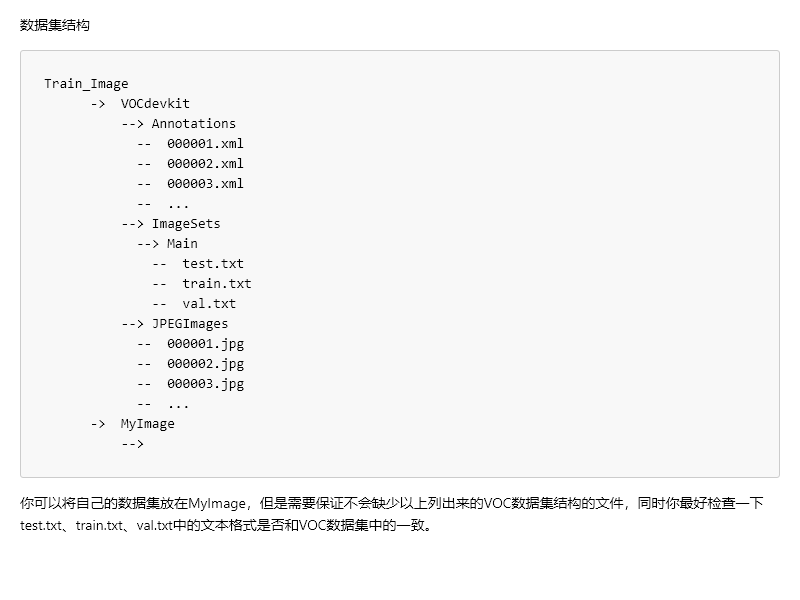 数据集结构
Train_Image
      ->  VOCdevkit
          --> Annotations
            --  000001.xml
            --  000002.xml
            --  000003.xml
            --  ...
          --> ImageSets
            --> Main
              --  test.txt
              --  train.txt
              --  val.txt
          --> JPEGImages
            --  000001.jpg
            --  000002.jpg
            --  000003.jpg
            --  ...
      ->  MyImage
          -->
你可以将自己的数据集放在MyImage，但是需要保证不会缺少以上列出来的VOC数据集结构的文件，同时你最好检查一下
test.txt、train.txt、val.txt中的文本格式是否和VOC数据集中的一致。